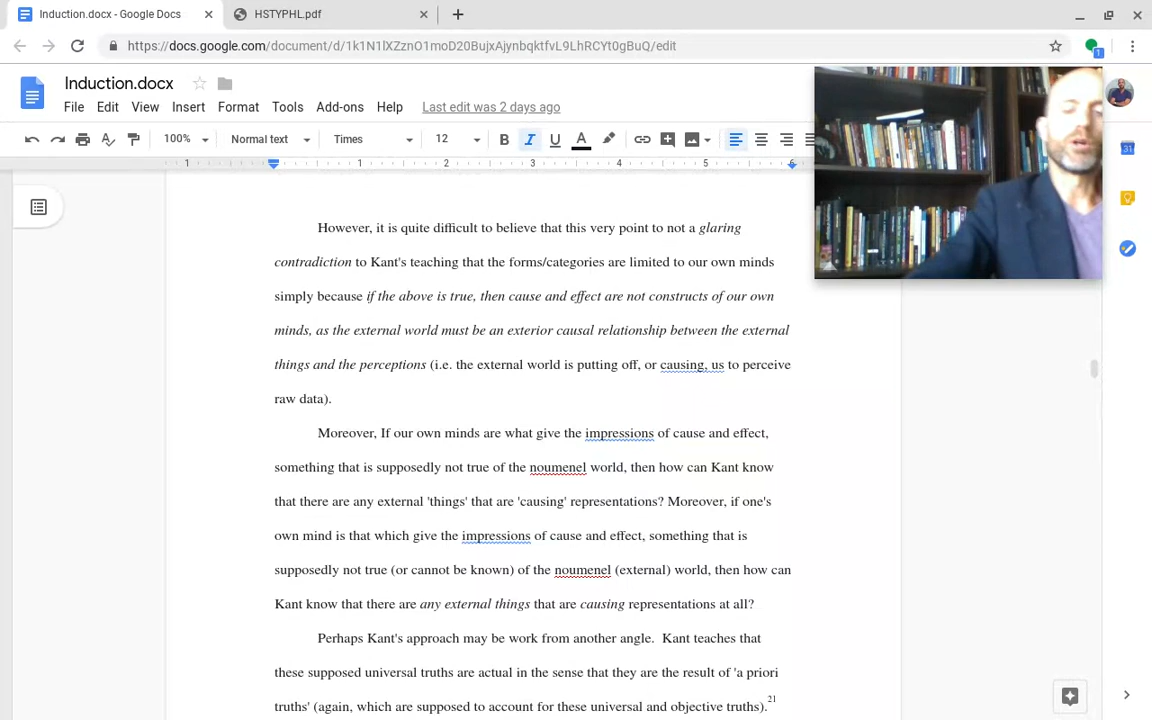 Induction.docx - Google Docs
HSTYPHL.pdf
https://docs.google.com/document/d/1k1N1lXZznO1moD20BujxAjynbqktfvL9LhRCYt0gBuQ/edit
1
Induction.docx
File Edit View Insert Format Tools Add-ons Help Last edit was 2 days ago
100% Normal text Times 12 B I U A
1 1 2 3 4 5 6
31
However, it is quite difficult to believe that this very point to not a glaring
contradiction to Kant's teaching that the forms/categories are limited to our own minds
simply because if the above is true, then cause and effect are not constructs of our own
minds, as the external world must be an exterior causal relationship between the external
things and the perceptions (i.e. the external world is putting off, or causing, us to perceive
raw data).
Moreover, If our own minds are what give the impressions of cause and effect,
something that is supposedly not true of the noumenel world, then how can Kant know
that there are any external 'things' that are 'causing' representations? Moreover, if one's
own mind is that which give the impressions of cause and effect, something that is
supposedly not true (or cannot be known) of the noumenel (external) world, then how can
Kant know that there are any external things that are causing representations at all?
Perhaps Kant's approach may be work from another angle.  Kant teaches that
these supposed universal truths are actual in the sense that they are the result of 'a priori
truths' (again, which are supposed to account for these universal and objective truths).21